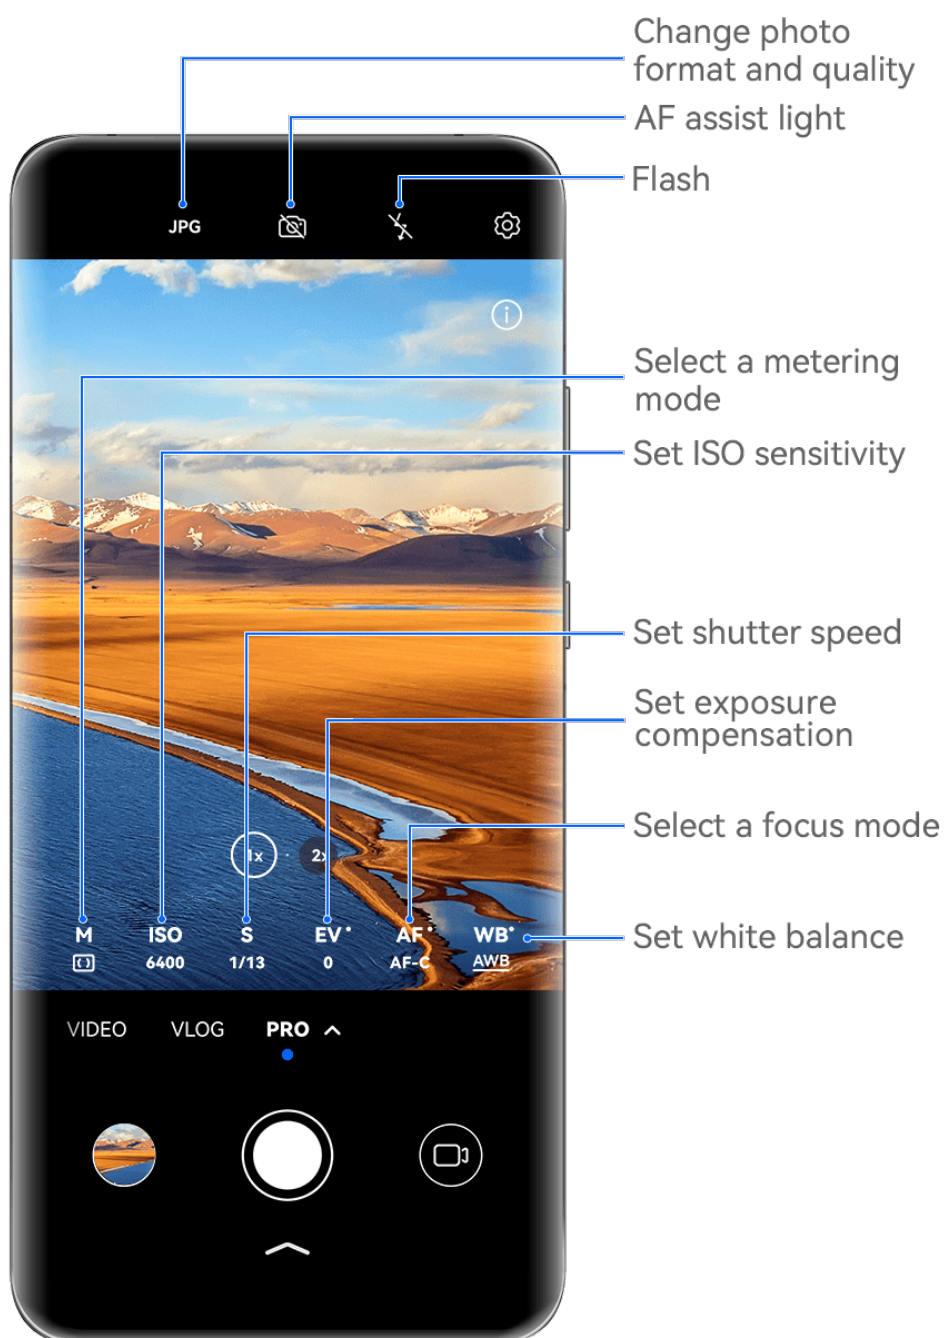 Change photo
format and quality
AF assist light
Flash
JPG
Select a metering
mode
Set ISO sensitivity
Set shutter speed
Set exposure
compensation
Select a focus mode
1x 2x
M ISO S EV AF WB
6400 1/13 0 AF-C AWB
Set white balance
VIDEO VLOG PRO